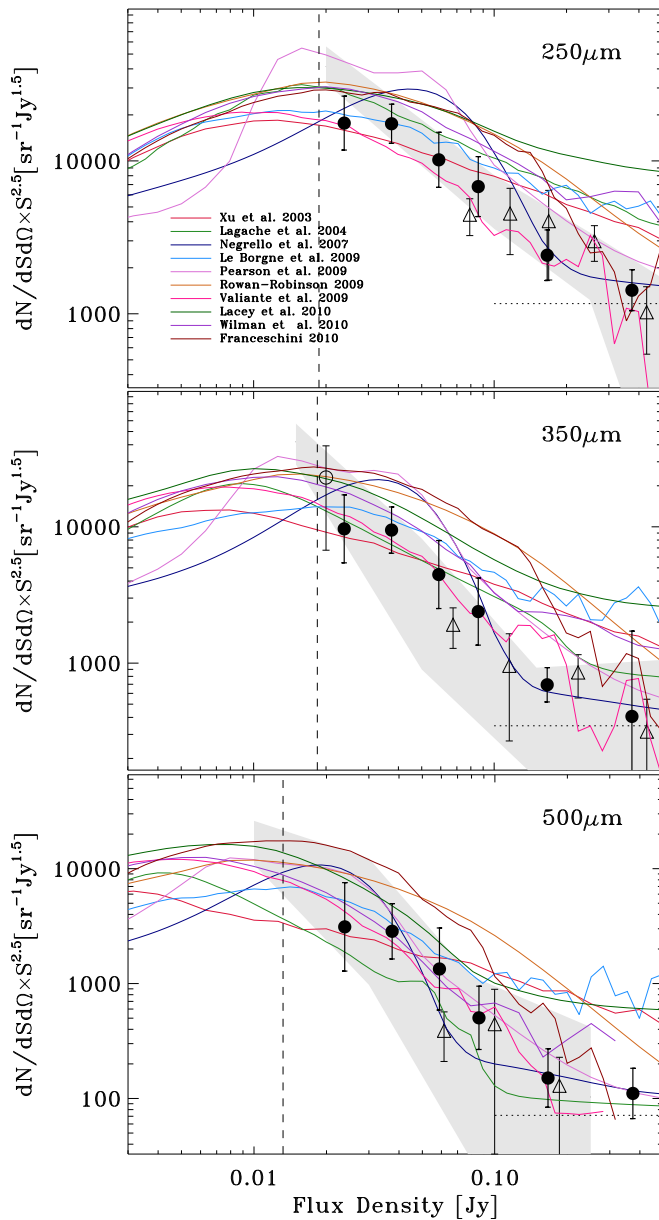 250μm
dN/dSdΩ×S^2.5[sr^-1Jy^1.5]
10000
1000
Xu et al. 2003
Lagache et al. 2004
Negrello et al. 2007
Le Borgne et al. 2009
Pearson et al. 2009
Rowan-Robinson 2009
Valiante et al. 2009
Lacey et al. 2010
Wilman et al. 2010
Franceschini 2010
350μm
dN/dSdΩ×S^2.5[sr^-1Jy^1.5]
10000
1000
500μm
dN/dSdΩ×S^2.5[sr^-1Jy^1.5]
10000
1000
100
0.01 0.10
Flux Density [Jy]